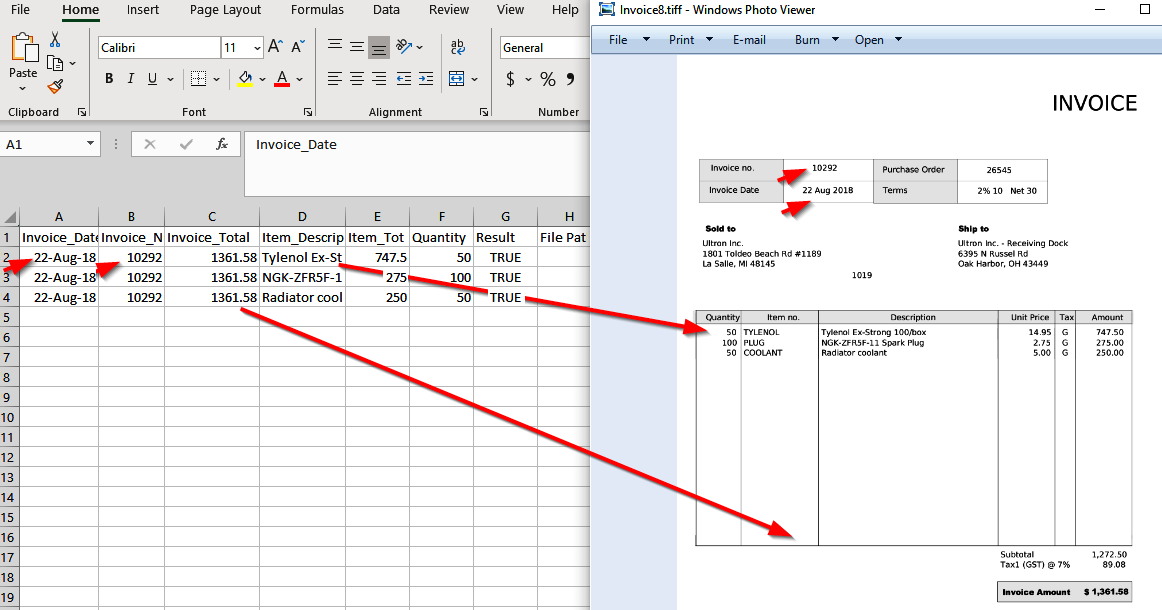 File Home Insert Page Layout Formulas Data Review View Help
Calibri 11 A A ab General
Paste B I U A $ % 9
Clipboard Font Alignment Number
A1 fx Invoice_Date
A B C D E F G H
1 Invoice_Date Invoice_N Invoice_Total Item_Descrip Item_Tot Quantity Result File Pat
2 22-Aug-18 10292 1361.58 Tylenol Ex-St 747.5 50 TRUE
3 22-Aug-18 10292 1361.58 NGK-ZFR5F-1 275 100 TRUE
4 22-Aug-18 10292 1361.58 Radiator cool 250 50 TRUE
5
6
7
8
9
10
11
12
13
14
15
16
17
18
19
Invoice8.tiff - Windows Photo Viewer
File Print E-mail Burn Open
INVOICE
Invoice no. 10292 Purchase Order 26545
Invoice Date 22 Aug 2018 Terms 2% 10 Net 30
Sold to Ship to
Ultron Inc. Ultron Inc. - Receiving Dock
1801 Toldeo Beach Rd #1189 6395 N Russel Rd
La Salle, MI 48145 Oak Harbor, OH 43449
1019
Quantity Item no. Description Unit Price Tax Amount
50 TYLENOL Tylenol Ex-Strong 100/box 14.95 G 747.50
100 PLUG NGK-ZFR5F-11 Spark Plug 2.75 G 275.00
50 COOLANT Radiator coolant 5.00 G 250.00
Subtotal 1,272.50
Tax1 (GST) @ 7% 89.08
Invoice Amount $ 1,361.58